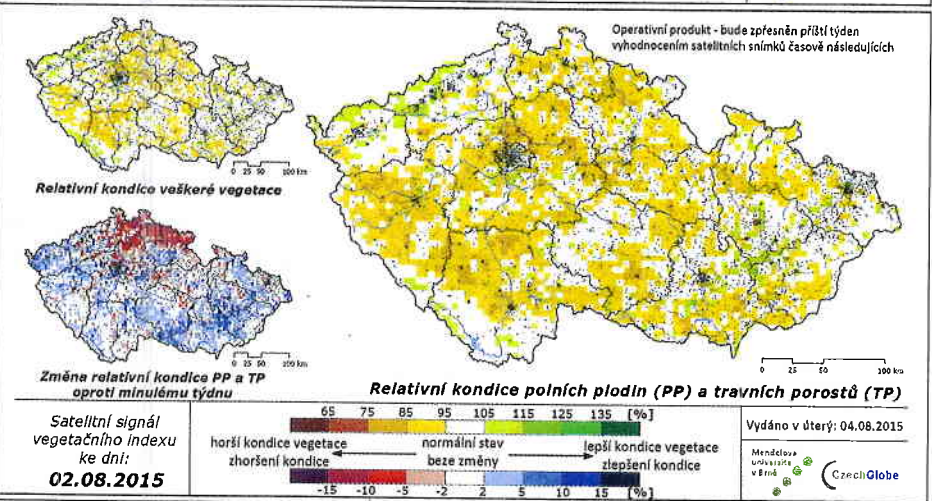 Operativní produkt - bude zpřesněn příští týden
vyhodnocením satelitních snímků časově následujících
0 25 50 100 km
Relativní kondice veškeré vegetace
0 25 50 100 km
Změna relativní kondice PP a TP
oproti minulému týdnu
0 25 50 100 km
Relativní kondice polních plodin (PP) a travních porostů (TP)
Satelitní signál
vegetačního indexu
ke dni:
02.08.2015
65 75 85 95 105 115 125 135 [%]
horší kondice vegetace normální stav lepší kondice vegetace
zhoršení kondice beze změny zlepšení kondice
-15 -10 -5 -2 2 5 10 15 [%]
Vydáno v úterý: 04.08.2015
Mendelova
univerzita
v Brně
CzechGlobe